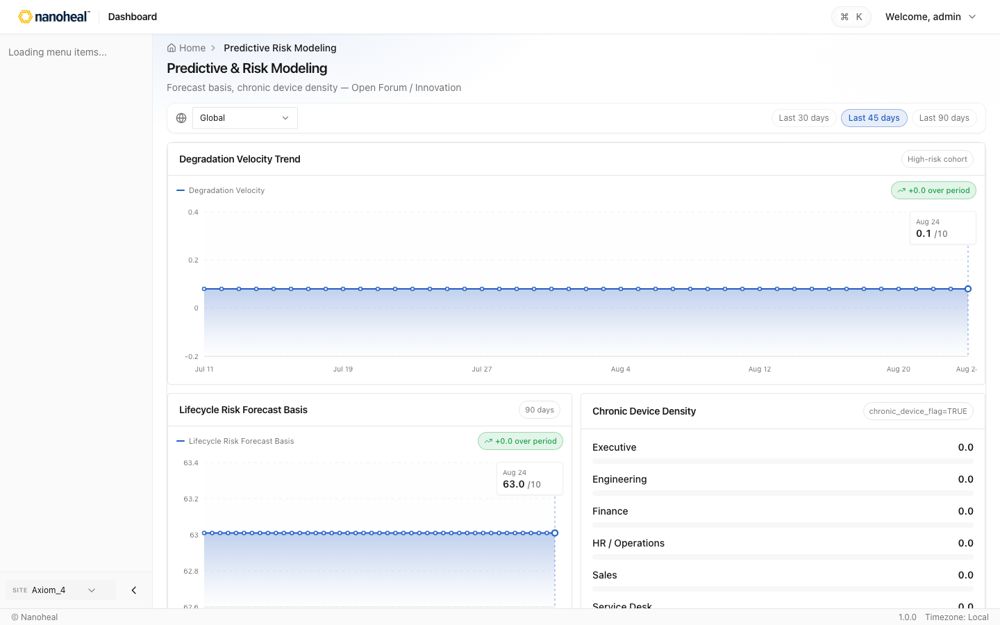 nanoheal™ Dashboard ⌘ K Welcome, admin
Loading menu items...
Home > Predictive Risk Modeling
Predictive & Risk Modeling
Forecast basis, chronic device density — Open Forum / Innovation
Global Last 30 days Last 45 days Last 90 days
Degradation Velocity Trend High-risk cohort
Degradation Velocity +0.0 over period
0.4
Aug 24
0.1 /10
0.2
0
-0.2
Jul 11 Jul 19 Jul 27 Aug 4 Aug 12 Aug 20 Aug 24
Lifecycle Risk Forecast Basis 90 days
Lifecycle Risk Forecast Basis +0.0 over period
63.4
Aug 24
63.0 /10
63.2
63
62.8
62.6
Chronic Device Density chronic_device_flag=TRUE
Executive 0.0
Engineering 0.0
Finance 0.0
HR / Operations 0.0
Sales 0.0
Service Desk 0.0
SITE Axiom_4
© Nanoheal 1.0.0 Timezone: Local